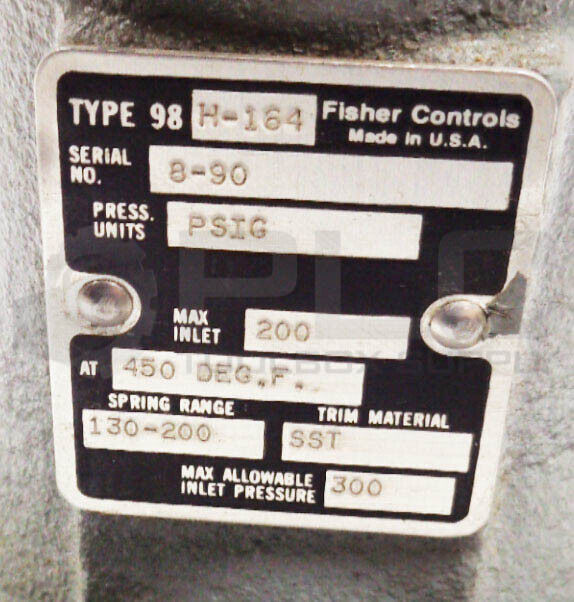 TYPE 98 H-164 Fisher Controls
Made in U.S.A.
SERIAL NO. 8-90
PRESS. UNITS PSIG
MAX INLET 200
AT 450 DEG.F.
SPRING RANGE TRIM MATERIAL
130-200 SST
MAX ALLOWABLE INLET PRESSURE 300
PLC